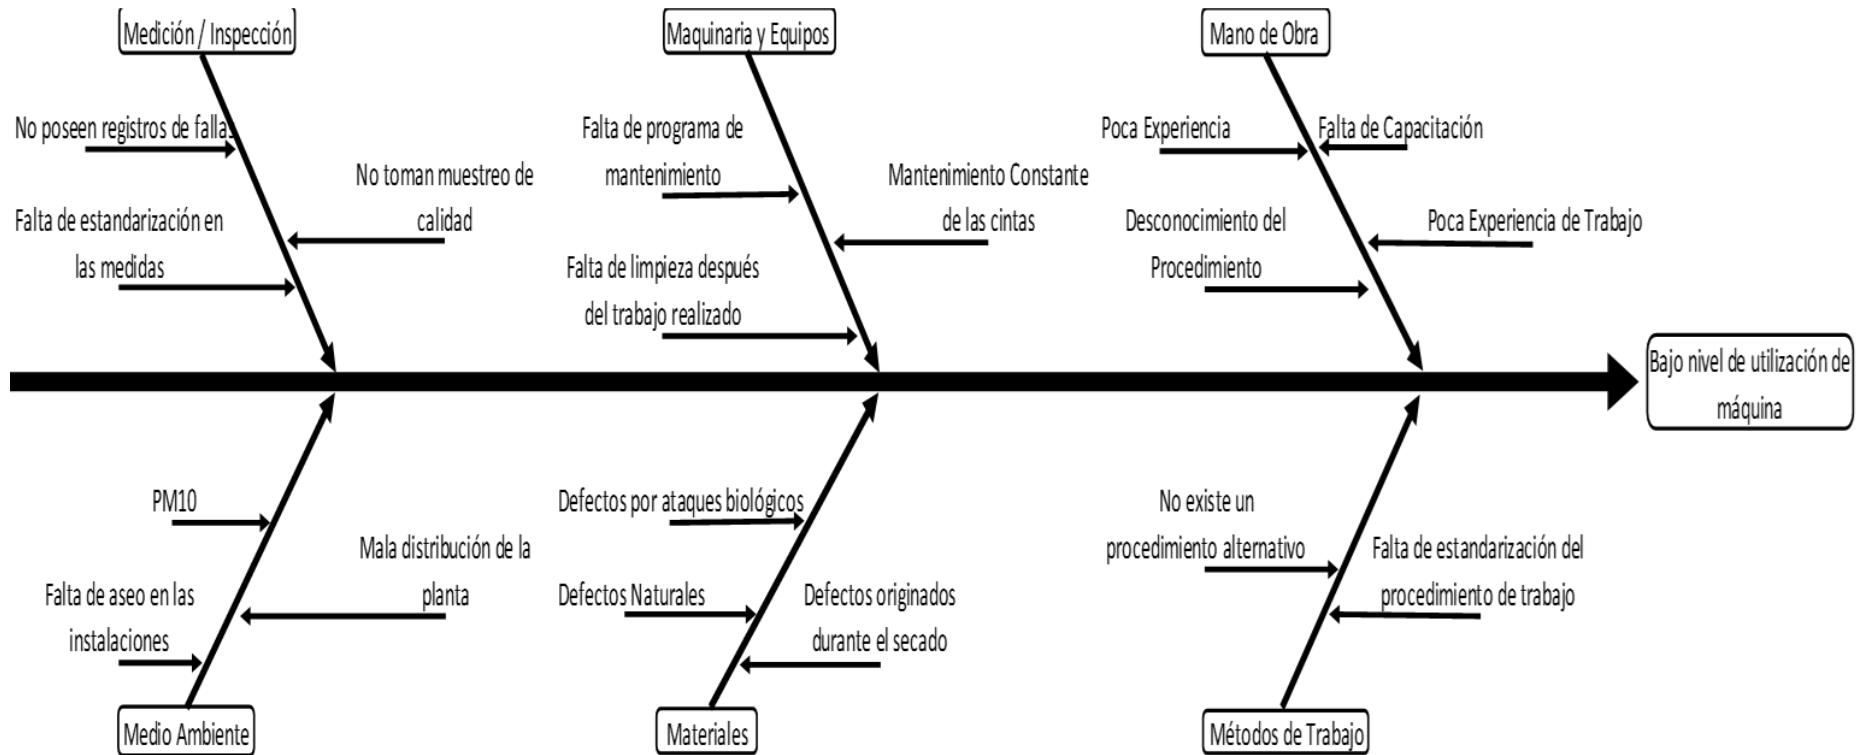 Medición / Inspección
No poseen registros de fallas
No toman muestreo de
calidad
Falta de estandarización en
las medidas
Maquinaria y Equipos
Falta de programa de
mantenimiento
Mantenimiento Constante
de las cintas
Falta de limpieza después
del trabajo realizado
Mano de Obra
Poca Experiencia
Falta de Capacitación
Desconocimiento del
Procedimiento
Poca Experiencia de Trabajo
Bajo nivel de utilización de
máquina
PM10
Mala distribución de la
planta
Falta de aseo en las
instalaciones
Medio Ambiente
Defectos por ataques biológicos
Defectos Naturales
Defectos originados
durante el secado
Materiales
No existe un
procedimiento alternativo
Falta de estandarización del
procedimiento de trabajo
Métodos de Trabajo